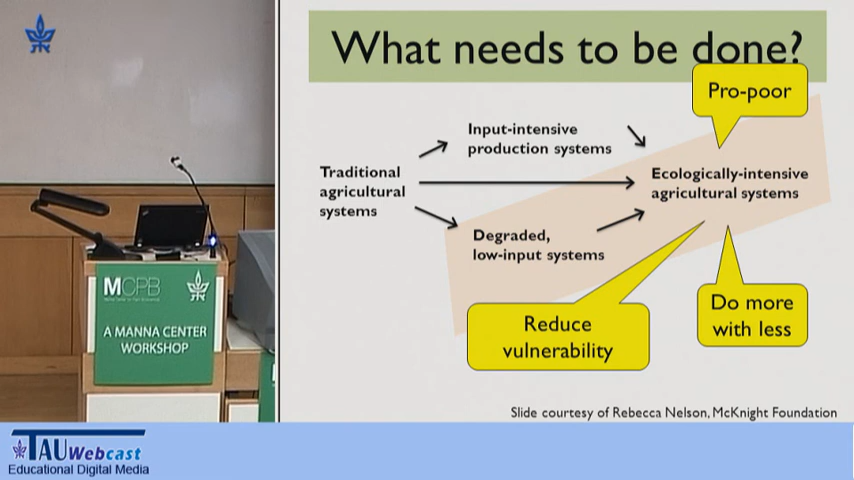 What needs to be done?
Pro-poor
Input-intensive
production systems
Traditional
agricultural
systems
Ecologically-intensive
agricultural systems
Degraded,
low-input systems
Reduce
vulnerability
Do more
with less
Slide courtesy of Rebecca Nelson, McKnight Foundation
MCPB
A MANNA CENTER
WORKSHOP
TAU Webcast
Educational Digital Media